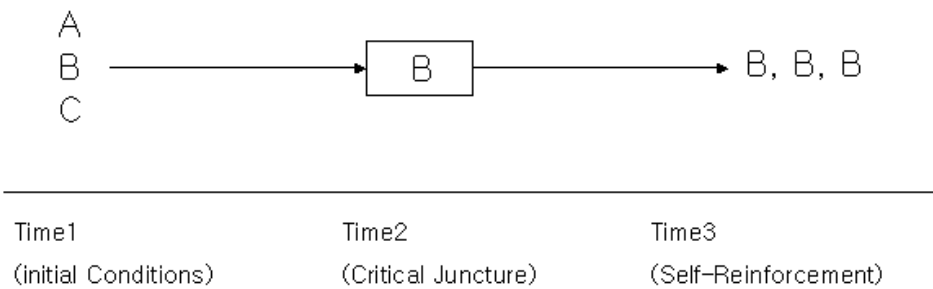 A
B
C
B
B, B, B
Time1
(initial Conditions)
Time2
(Critical Juncture)
Time3
(Self-Reinforcement)